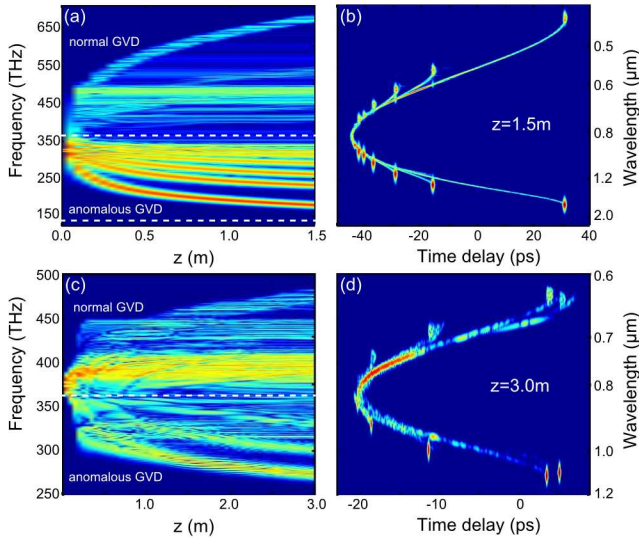 (a)
normal GVD
anomalous GVD
650
550
450
350
250
150
Frequency (THz)
0.0
0.5
1.0
1.5
z (m)
(b)
z=1.5m
0.5
0.6
0.8
1.2
2.0
Wavelength (μm)
-40
-20
0
20
40
Time delay (ps)
(c)
normal GVD
anomalous GVD
500
450
400
350
300
250
Frequency (THz)
1.0
2.0
3.0
z (m)
(d)
z=3.0m
0.6
0.7
0.8
1.0
1.2
Wavelength (μm)
-20
-10
0
Time delay (ps)